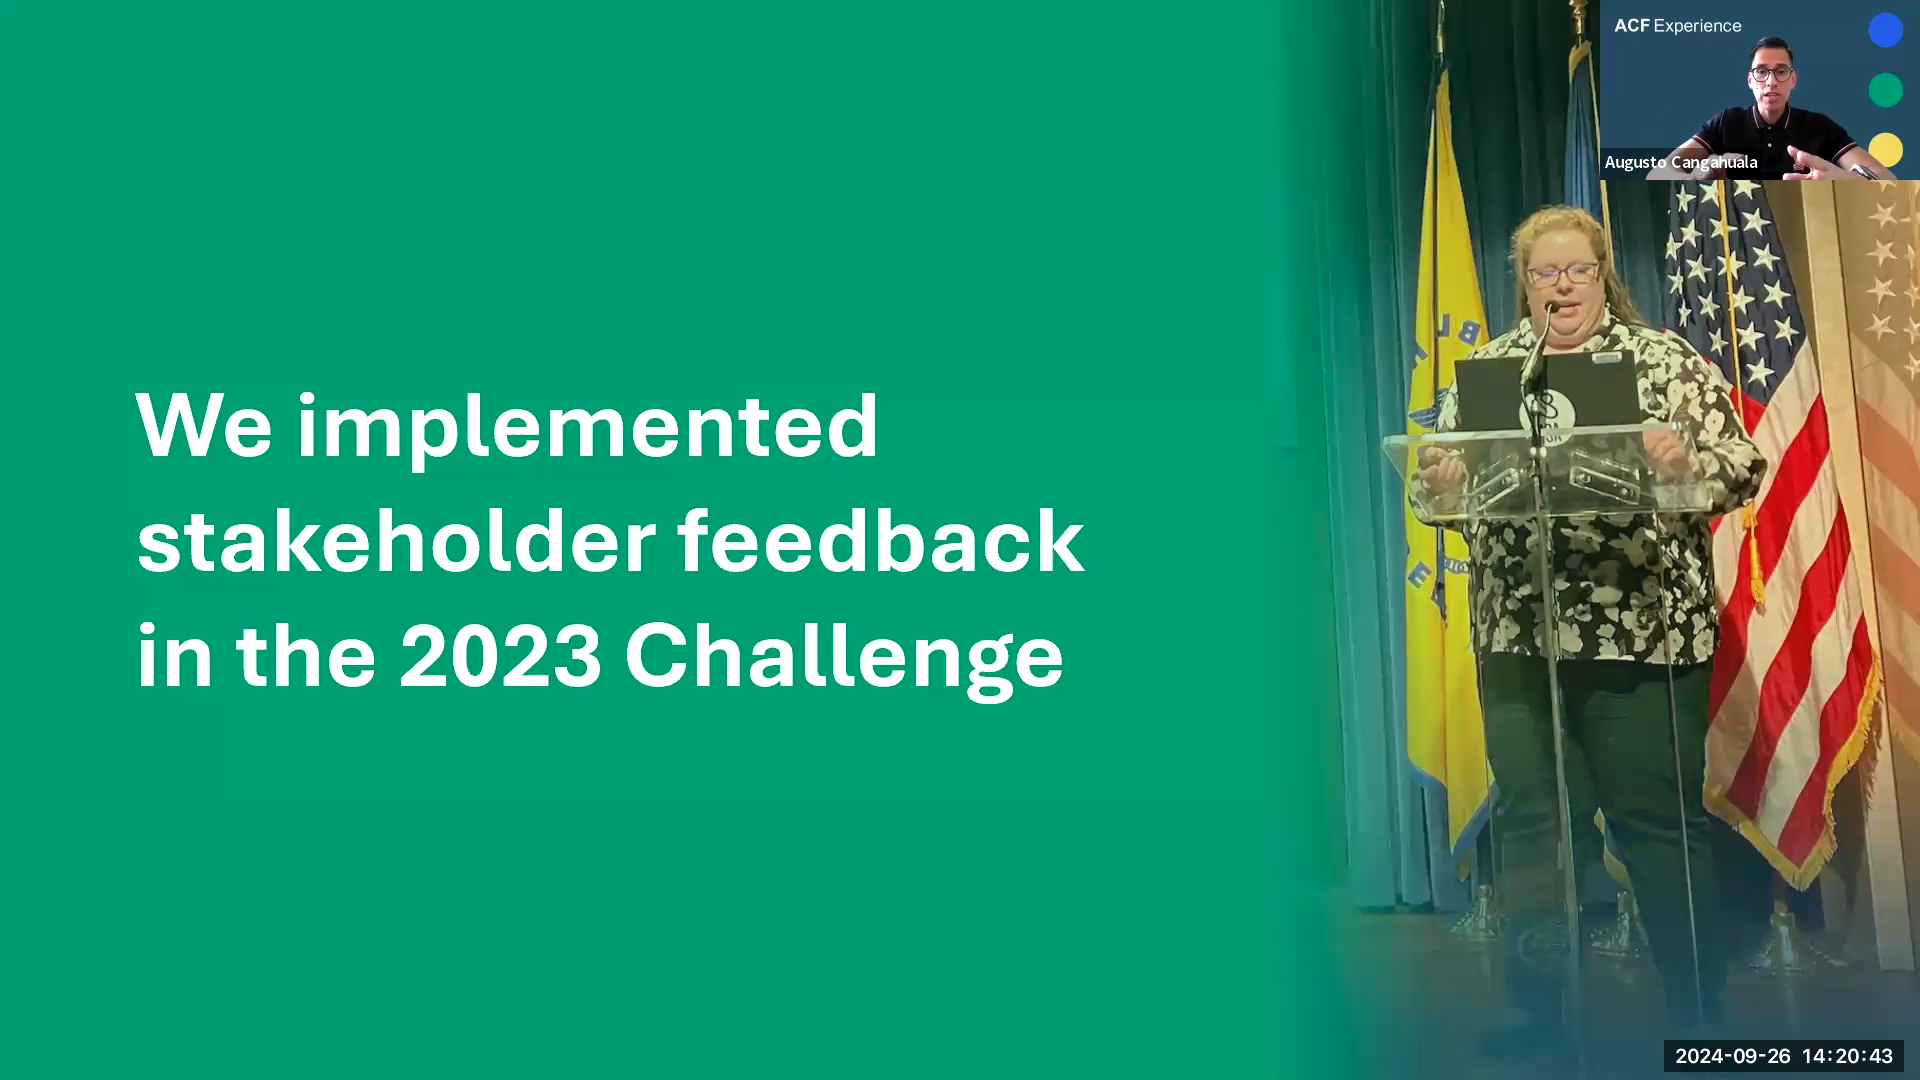 ACF Experience
Augusto Cangahuala
We implemented
stakeholder feedback
in the 2023 Challenge
2024-09-26 14:20:43